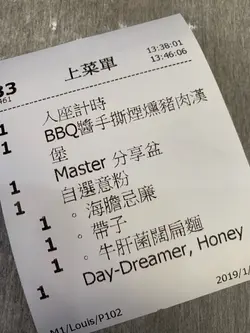 33
461
上菜單
13:38:01
13:46:06
1 入座計時
1 BBQ醬手撕煙燻豬肉漢
堡
1 Master 分享盆
1 自選意粉
1 。海膽忌廉
1 。帶子
1 。牛肝菌闊扁麵
1 Day-Dreamer, Honey
M1/Louis/P102
2019/1/